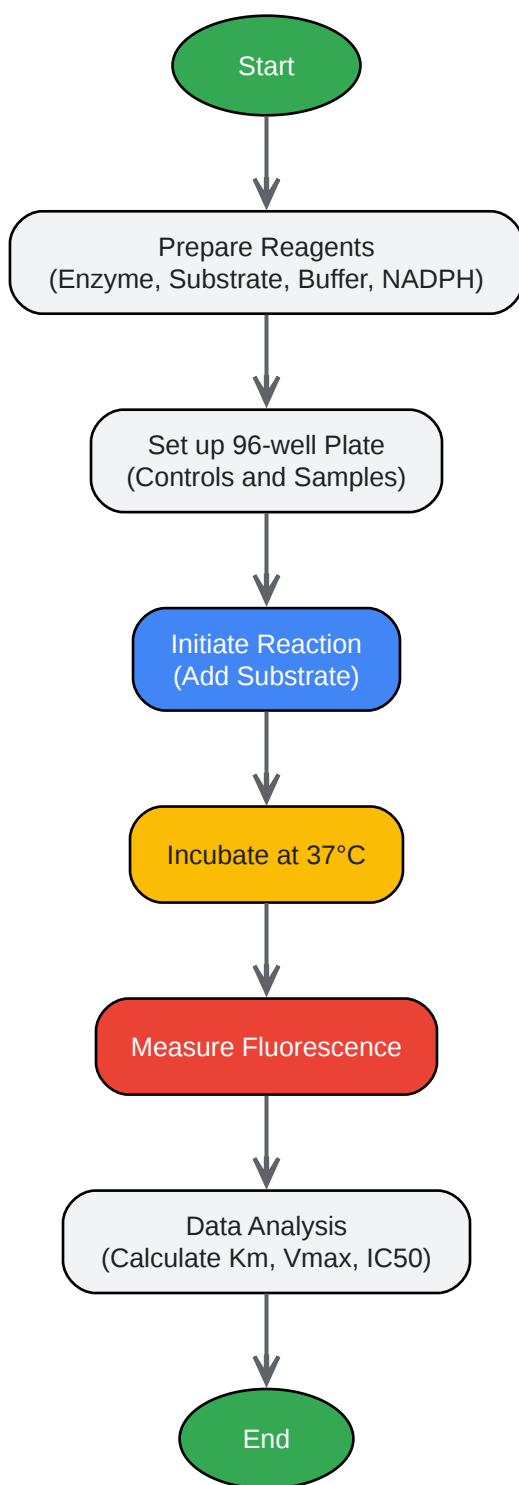 Start
Prepare Reagents
(Enzyme, Substrate, Buffer, NADPH)
Set up 96-well Plate
(Controls and Samples)
Initiate Reaction
(Add Substrate)
Incubate at 37°C
Measure Fluorescence
Data Analysis
(Calculate Km, Vmax, IC50)
End